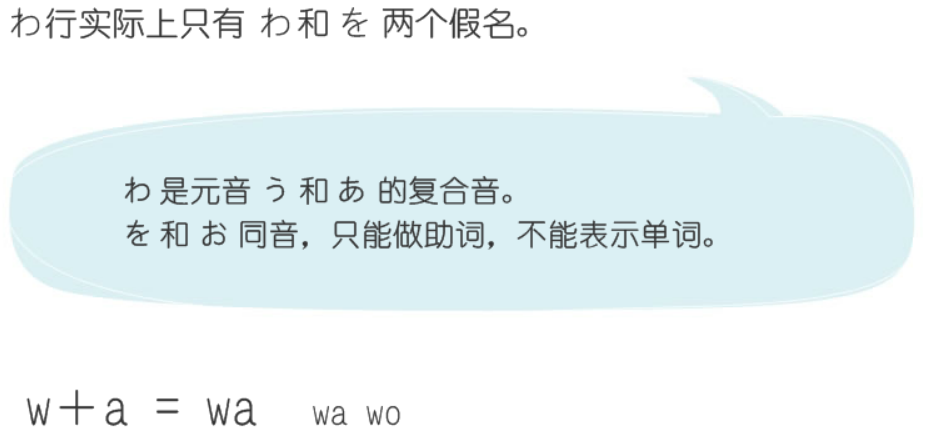 わ行实际上只有 わ和 を 两个假名。
わ 是元音 う 和 あ 的复合音。
を 和 お 同音，只能做助词，不能表示单词。
w＋a = wa wa wo